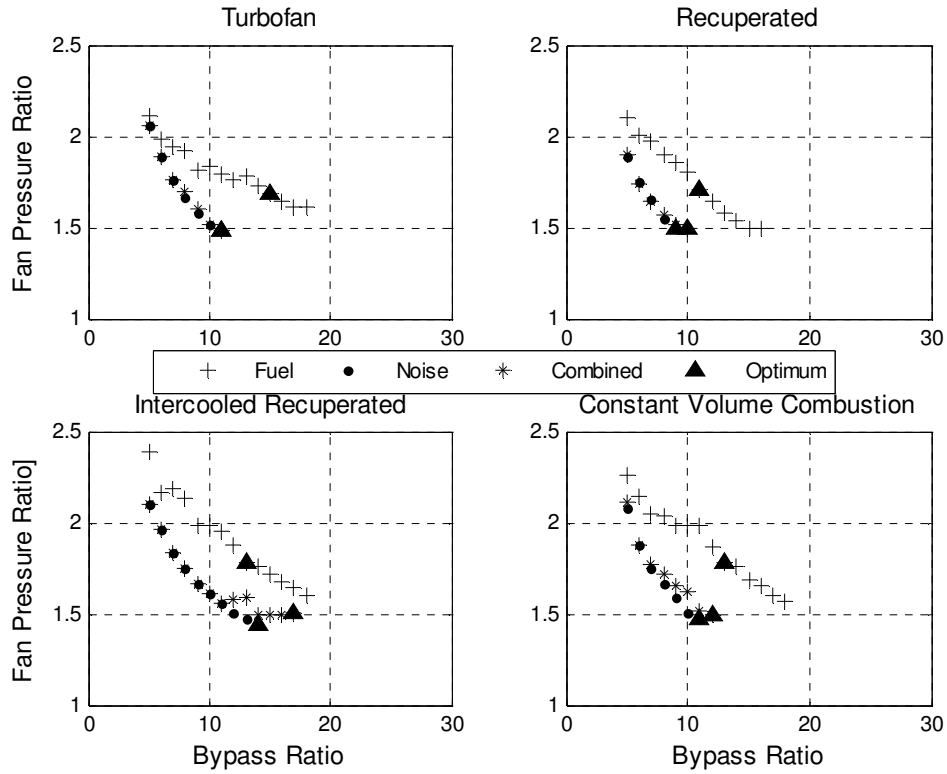 Turbofan
Recuperated
2.5
2
1.5
1
Fan Pressure Ratio
0
10
20
30
2.5
2
1.5
1
0
10
20
30
Fuel
Noise
Combined
Optimum
Intercooled Recuperated
Constant Volume Combustion
2.5
2
1.5
1
Fan Pressure Ratio]
0
10
20
30
Bypass Ratio
2.5
2
1.5
1
0
10
20
30
Bypass Ratio